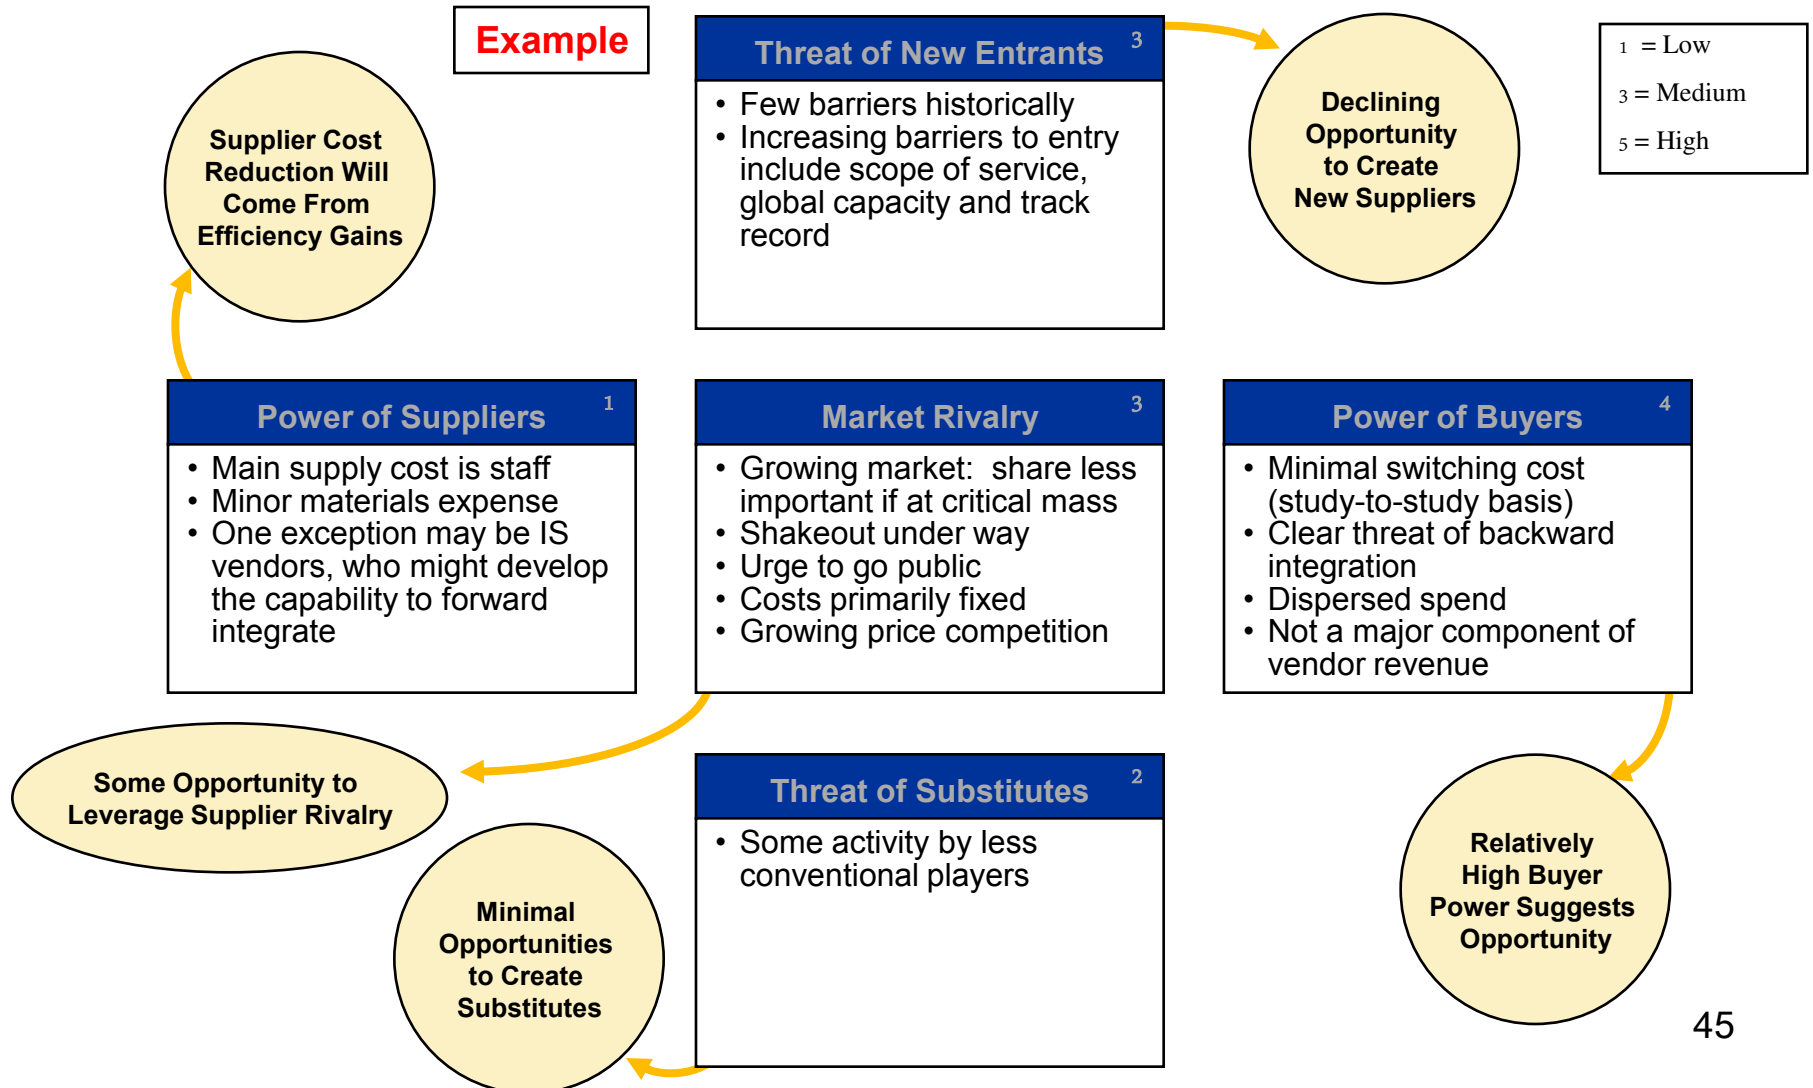 Example
Threat of New Entrants 3
• Few barriers historically
• Increasing barriers to entry
include scope of service,
global capacity and track
record
Declining
Opportunity
to Create
New Suppliers
1 = Low
3 = Medium
5 = High
Supplier Cost
Reduction Will
Come From
Efficiency Gains
Power of Suppliers 1
• Main supply cost is staff
• Minor materials expense
• One exception may be IS
vendors, who might develop
the capability to forward
integrate
Market Rivalry 3
• Growing market: share less
important if at critical mass
• Shakeout under way
• Urge to go public
• Costs primarily fixed
• Growing price competition
Power of Buyers 4
• Minimal switching cost
(study-to-study basis)
• Clear threat of backward
integration
• Dispersed spend
• Not a major component of
vendor revenue
Some Opportunity to
Leverage Supplier Rivalry
Threat of Substitutes 2
• Some activity by less
conventional players
Minimal
Opportunities
to Create
Substitutes
Relatively
High Buyer
Power Suggests
Opportunity
45